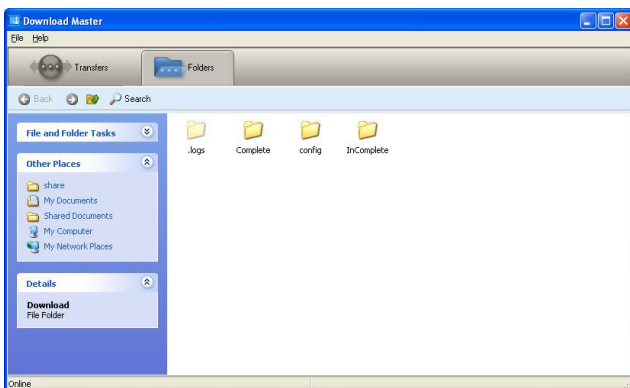 Download Master
File Help
Transfers
Folders
Back
Search
File and Folder Tasks
Other Places
share
My Documents
Shared Documents
My Computer
My Network Places
Details
Download
File Folder
.logs
Complete
config
InComplete
Online